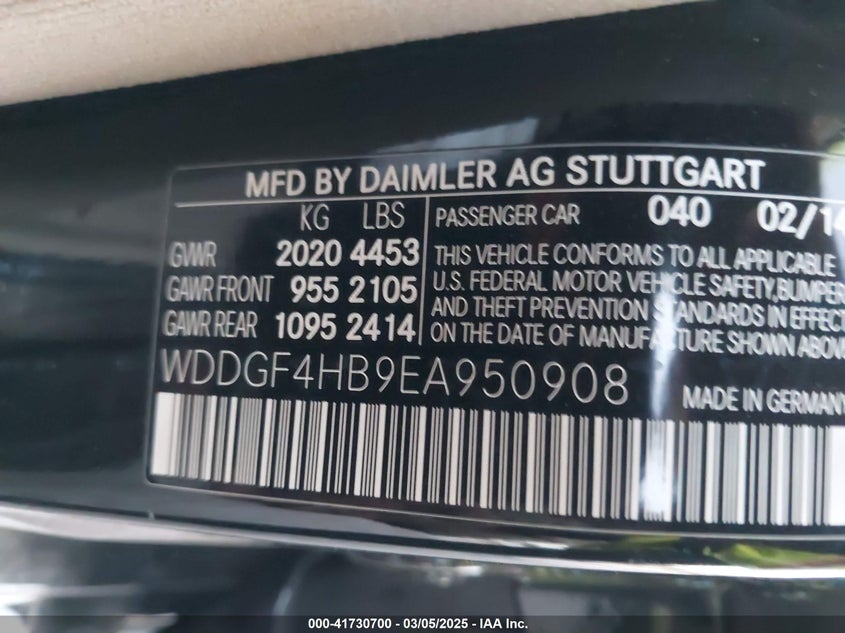 MFD BY DAIMLER AG STUTTGART
KG LBS
GVWR 2020 4453
GAWR FRONT 955 2105
GAWR REAR 1095 2414
PASSENGER CAR 040 02/14
THIS VEHICLE CONFORMS TO ALL APPLICABLE
U.S. FEDERAL MOTOR VEHICLE SAFETY,BUMPER
AND THEFT PREVENTION STANDARDS IN EFFECT
ON THE DATE OF MANUFACTURE SHOWN ABOVE.
WDDGF4HB9EA950908
MADE IN GERMANY
000-41730700 - 03/05/2025 - IAA Inc.